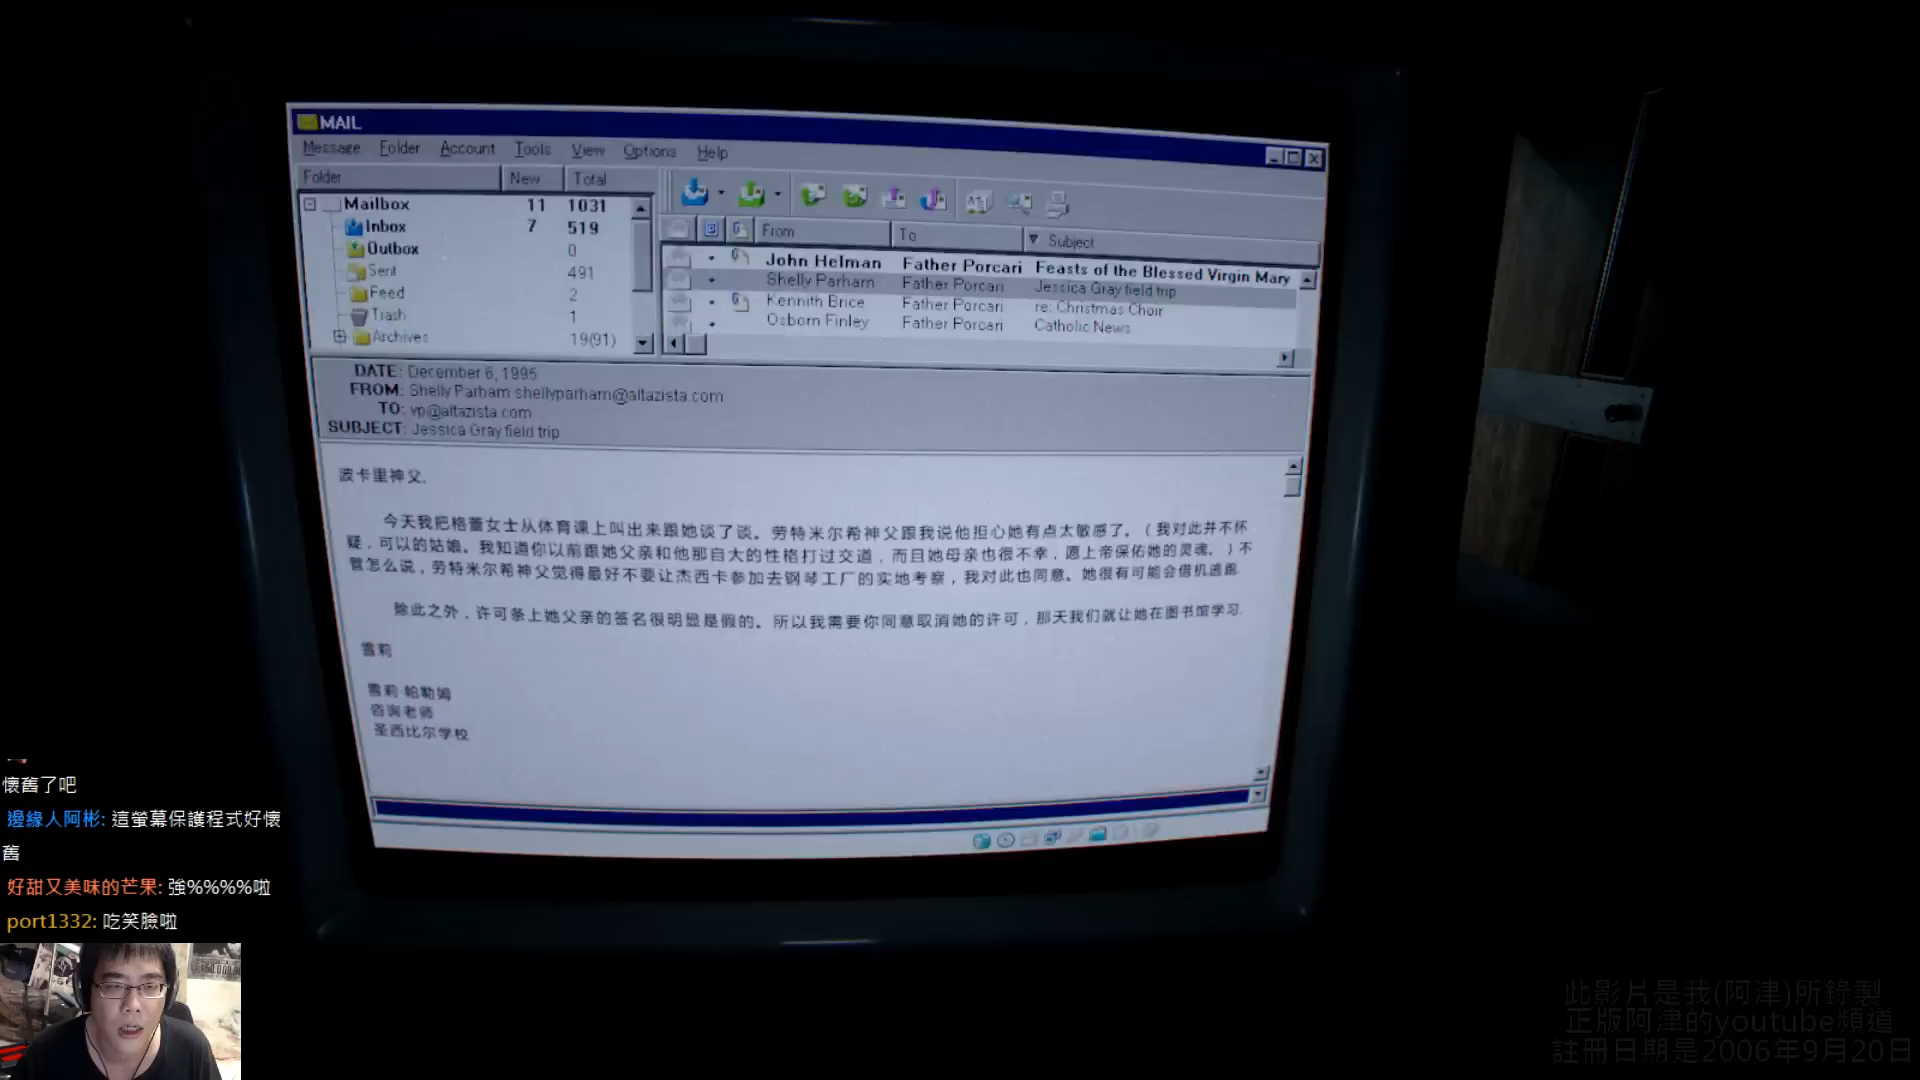 MAIL
Message Folder Account Tools View Options Help
Folder New Total
Mailbox 11 1031
Inbox 7 519
Outbox 0
Sent 491
Feed 2
Trash 1
Archives 19(91)
From To Subject
John Helman Father Porcari Feasts of the Blessed Virgin Mary
Shelly Parham Father Porcari Jessica Gray field trip
Kennith Brice Father Porcari re: Christmas Choir
Osborn Finley Father Porcari Catholic News
DATE: December 6, 1995
FROM: Shelly Parham shellyparham@altazista.com
TO: vp@altazista.com
SUBJECT: Jessica Gray field trip
波卡里神父,
今天我把格蕾女士从体育课上叫出来跟她谈了谈。劳特米尔希神父跟我说他担心她有点太敏感了。(我对此并不怀
疑,可以的姑娘。我知道你以前跟她父亲和他那自大的性格打过交道,而且她母亲也很不幸,愿上帝保佑她的灵魂。)不
管怎么说,劳特米尔希神父觉得最好不要让杰西卡参加去钢琴工厂的实地考察,我对此也同意。她很有可能会借机逃跑.
除此之外,许可条上她父亲的签名很明显是假的。所以我需要你同意取消她的许可,那天我们就让她在图书馆学习.
雪莉
雪莉·帕勒姆
咨询老师
圣西比尔学校
懷舊了吧
邊緣人阿彬: 這螢幕保護程式好懷
舊
好甜又美味的芒果: 強%%%%啦
port1332: 吃笑臉啦
此影片是我(阿津)所錄製
正版阿津的youtube頻道
註冊日期是2006年9月20日